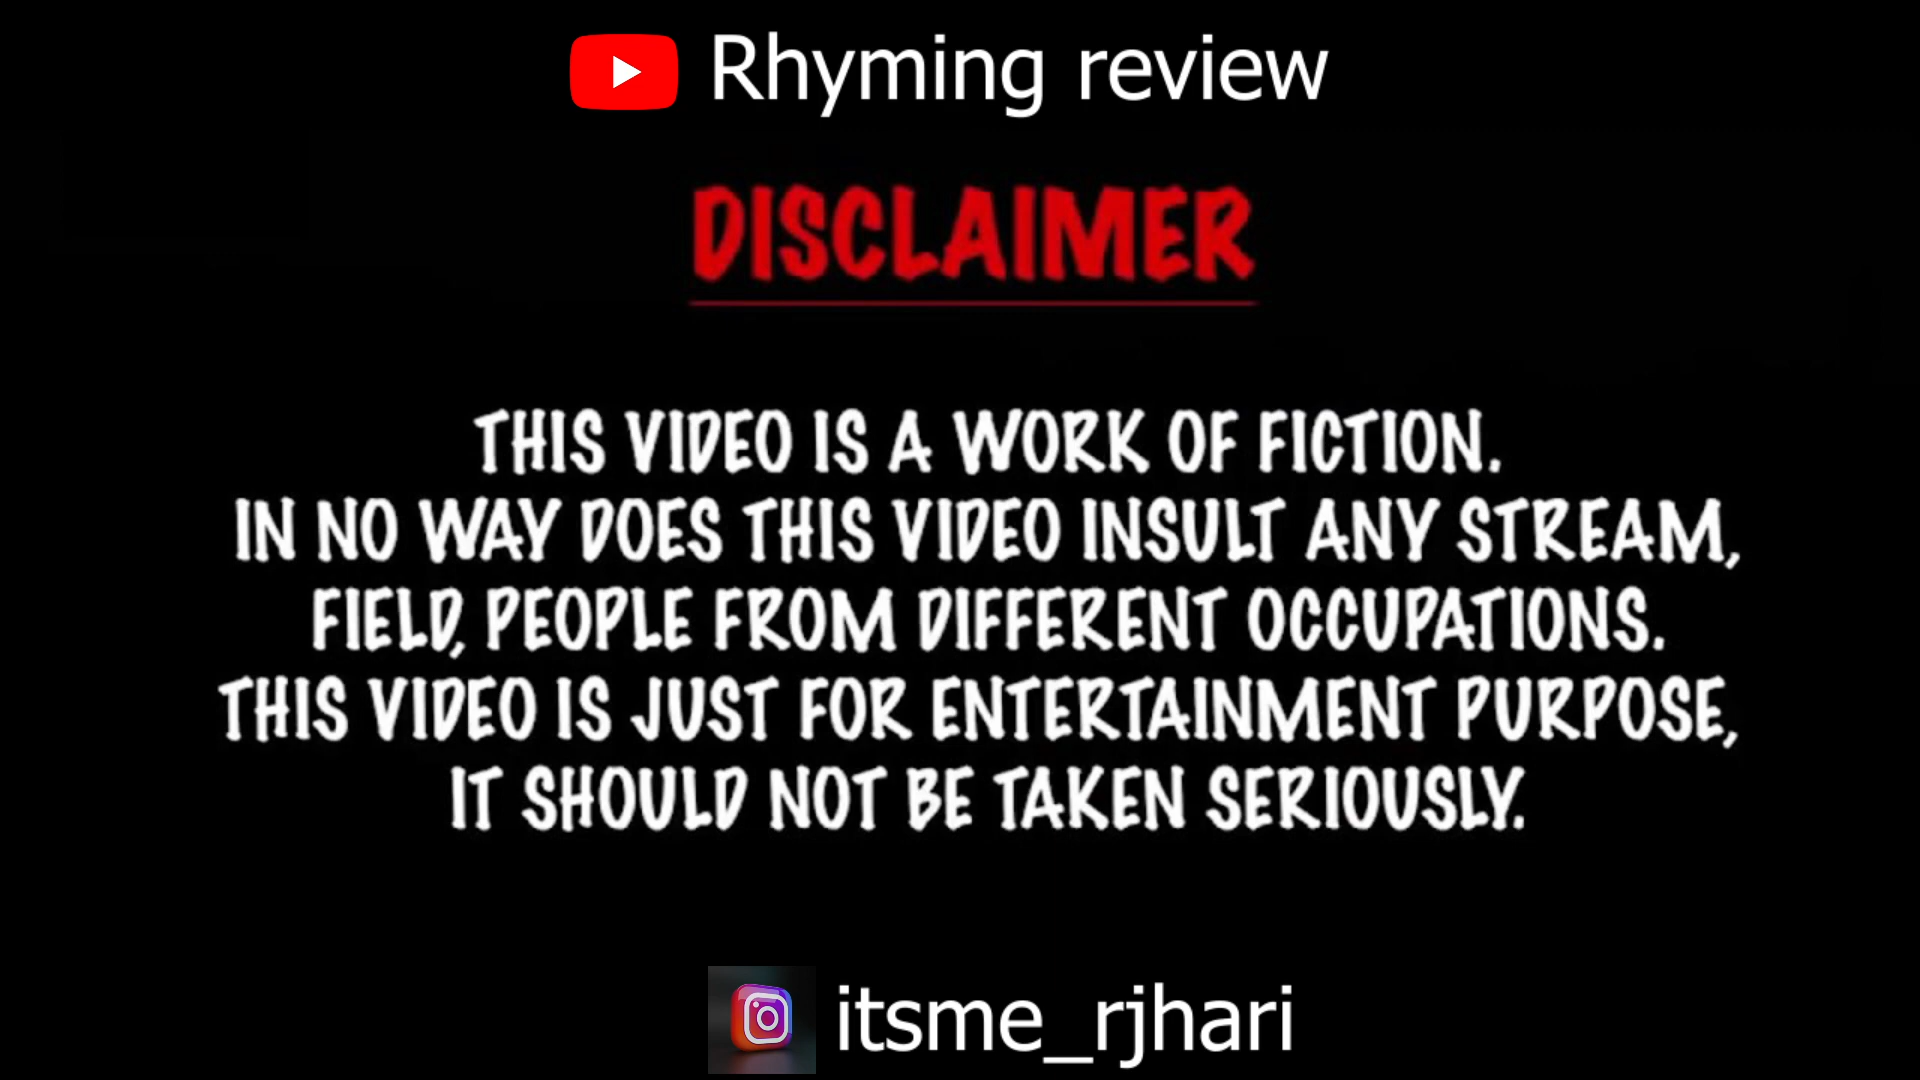 Rhyming review
DISCLAIMER
THIS VIDEO IS A WORK OF FICTION.
IN NO WAY DOES THIS VIDEO INSULT ANY STREAM,
FIELD, PEOPLE FROM DIFFERENT OCCUPATIONS.
THIS VIDEO IS JUST FOR ENTERTAINMENT PURPOSE,
IT SHOULD NOT BE TAKEN SERIOUSLY.
itsme_rjhari